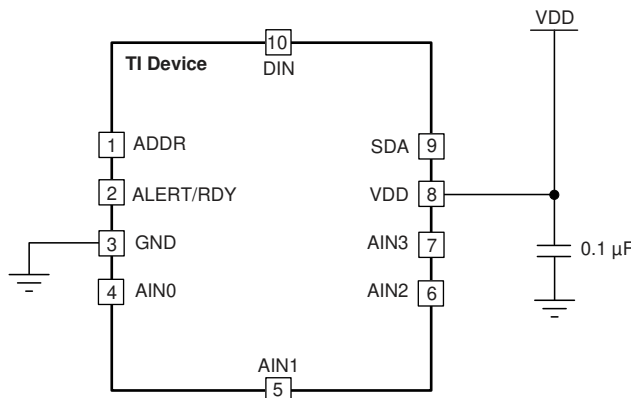 VDD
10
TI Device
DIN
1 ADDR
SDA 9
2 ALERT/RDY
VDD 8
3 GND
AIN3 7
0.1 µF
4 AIN0
AIN2 6
AIN1
5